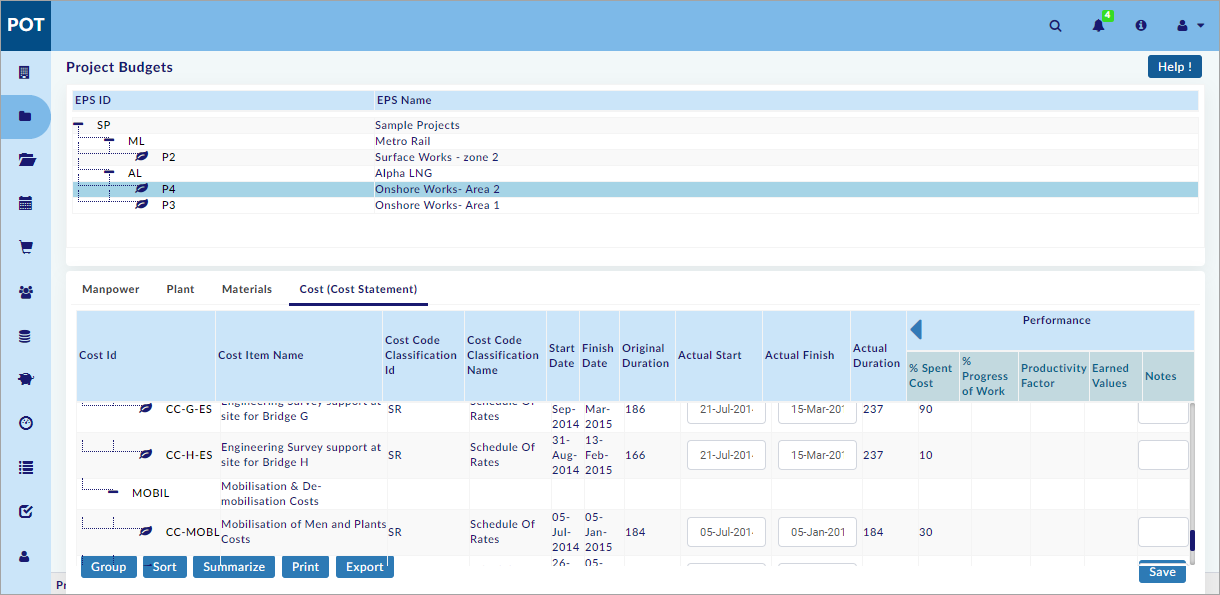 POT
4
Project Budgets
Help !
EPS ID EPS Name
SP Sample Projects
ML Metro Rail
P2 Surface Works - zone 2
AL Alpha LNG
P4 Onshore Works- Area 2
P3 Onshore Works- Area 1
Manpower Plant Materials Cost (Cost Statement)
Performance
Cost Id Cost Item Name Cost Code Classification Id Cost Code Classification Name Start Date Finish Date Original Duration Actual Start Actual Finish Actual Duration % Spent Cost % Progress of Work Productivity Factor Earned Values Notes
CC-G-ES Engineering Survey support at site for Bridge G SR Schedule Of Rates Sep-2014 Mar-2015 186 21-Jul-201 15-Mar-20 237 90
CC-H-ES Engineering Survey support at site for Bridge H SR Schedule Of Rates 31-Aug-2014 13-Feb-2015 166 21-Jul-201 15-Mar-20 237 10
MOBIL Mobilisation & De-mobilisation Costs
CC-MOBL Mobilisation of Men and Plants Costs SR Schedule Of Rates 05-Jul-2014 05-Jan-2015 184 05-Jul-201 05-Jan-201 184 30
26- 05-
Group Sort Summarize Print Export Save
Pr